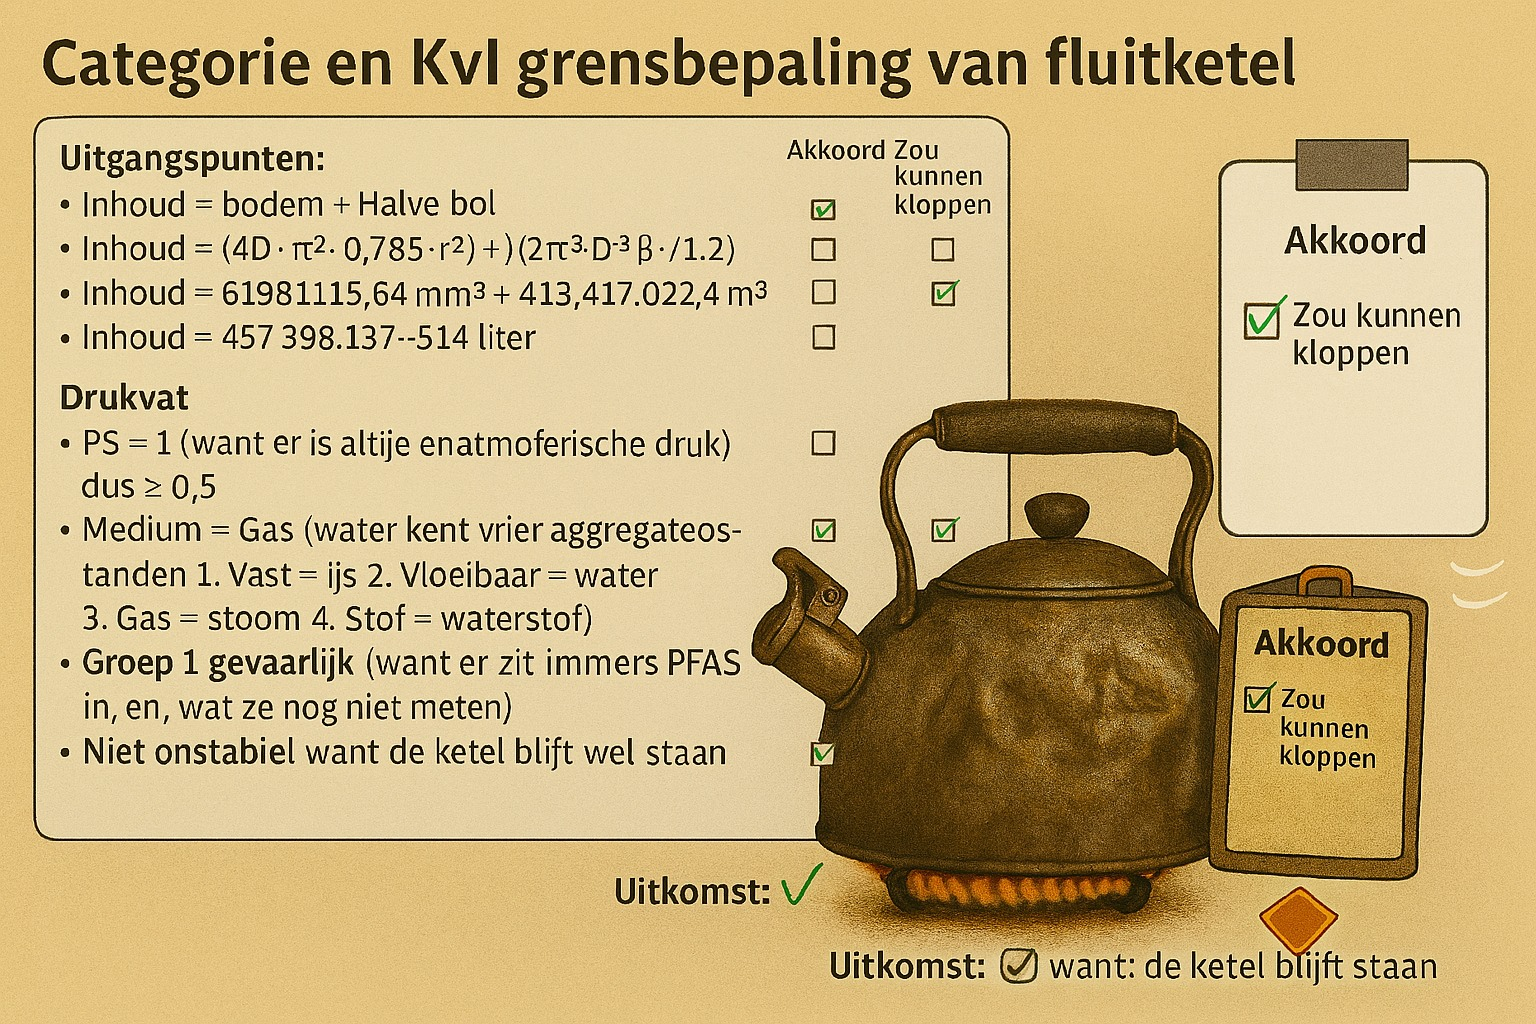 Categorie en KvI grensbepaling van fluitketel
Uitgangspunten:
Akkoord
Zou
kunnen
kloppen
• Inhoud = bodem + Halve bol
• Inhoud = (4D · π²· 0,785·r²) +)(2π³·D⁻³ β·/1.2)
• Inhoud = 61981115,64 mm³ + 413,417.022,4 m³
• Inhoud = 457 398.137--514 liter
Drukvat
• PS = 1 (want er is altije enatmoferische druk)
dus ≥ 0,5
• Medium = Gas (water kent vrier aggregateos-
tanden 1. Vast = ijs 2. Vloeibaar = water
3. Gas = stoom 4. Stof = waterstof)
• Groep 1 gevaarlijk (want er zit immers PFAS
in, en, wat ze nog niet meten)
• Niet onstabiel want de ketel blijft wel staan
Akkoord
Zou kunnen
kloppen
Akkoord
Zou
kunnen
kloppen
Uitkomst:
Uitkomst: want: de ketel blijft staan